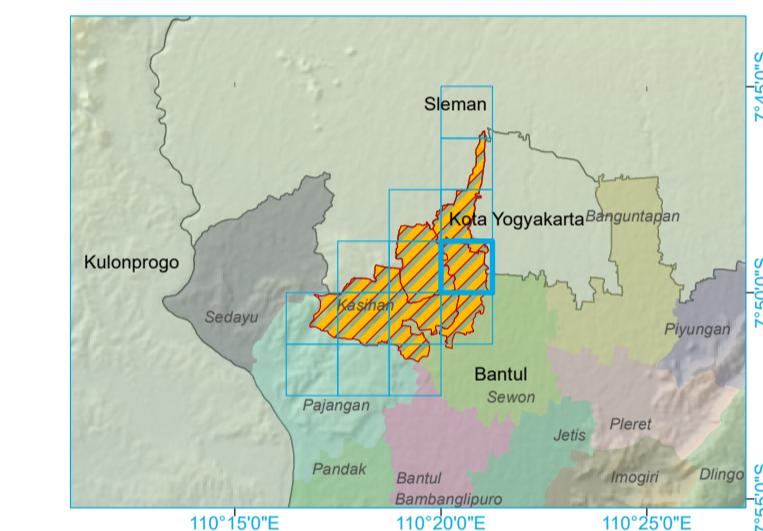 Sleman
7°45'0"S
Kota Yogyakarta
Banguntapan
Kulonprogo
Kasihan
Sedayu
7°50'0"S
Piyungan
Bantul
Sewon
Pajangan
Pleret
Jetis
Pandak
Bantul
Imogiri
Dlingo
Bambanglipuro
110°15'0"E
110°20'0"E
110°25'0"E